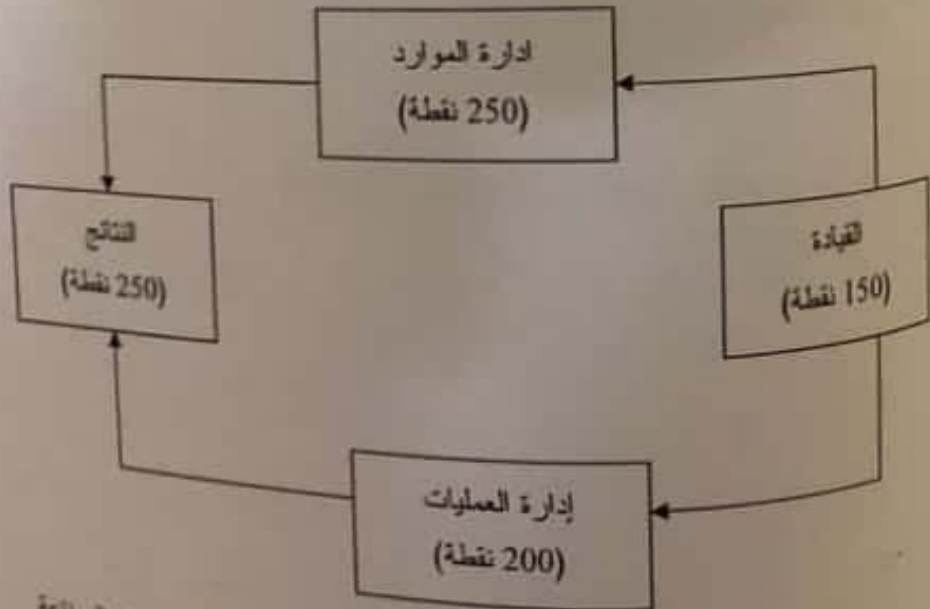 ادارة الموارد
(250 نقطة)
القيادة
(150 نقطة)
النتائج
(250 نقطة)
إدارة العمليات
(200 نقطة)